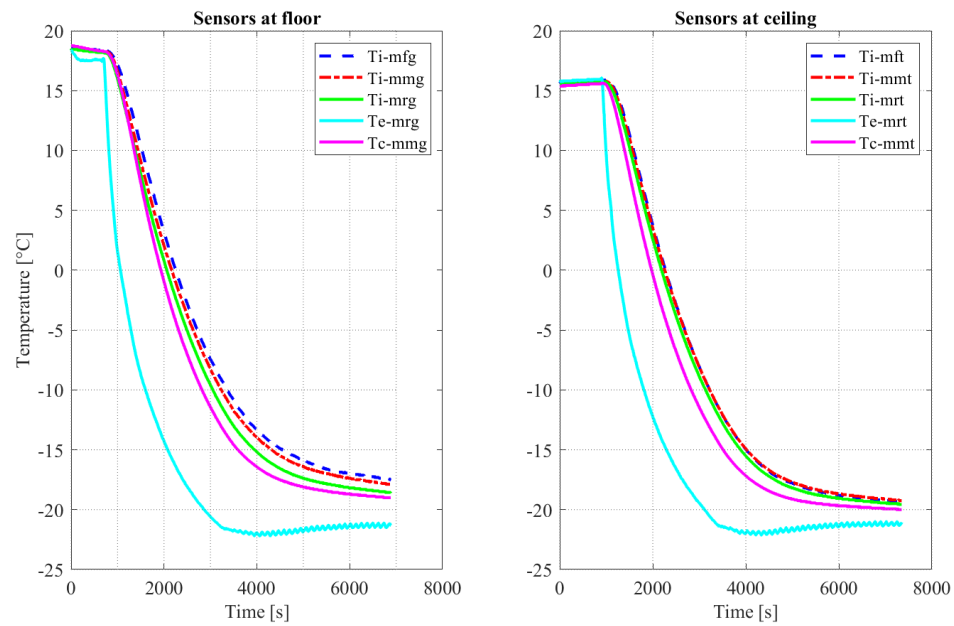 Sensors at floor
Temperature [°C]
20
15
10
5
0
-5
-10
-15
-20
-25
Ti-mfg
Ti-mmg
Ti-mrg
Te-mrg
Tc-mmg
0
2000
4000
6000
8000
Time [s]
Sensors at ceiling
20
15
10
5
0
-5
-10
-15
-20
-25
Ti-mft
Ti-mmt
Ti-mrt
Te-mrt
Tc-mmt
0
2000
4000
6000
8000
Time [s]